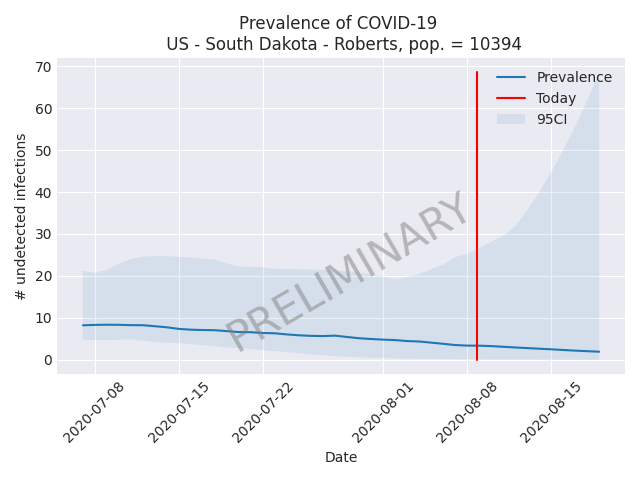 Prevalence of COVID-19
US - South Dakota - Roberts, pop. = 10394
# undetected infections
70
60
50
40
30
20
10
0
Prevalence
Today
95CI
PRELIMINARY
2020-07-08
2020-07-15
2020-07-22
2020-08-01
2020-08-08
2020-08-15
Date